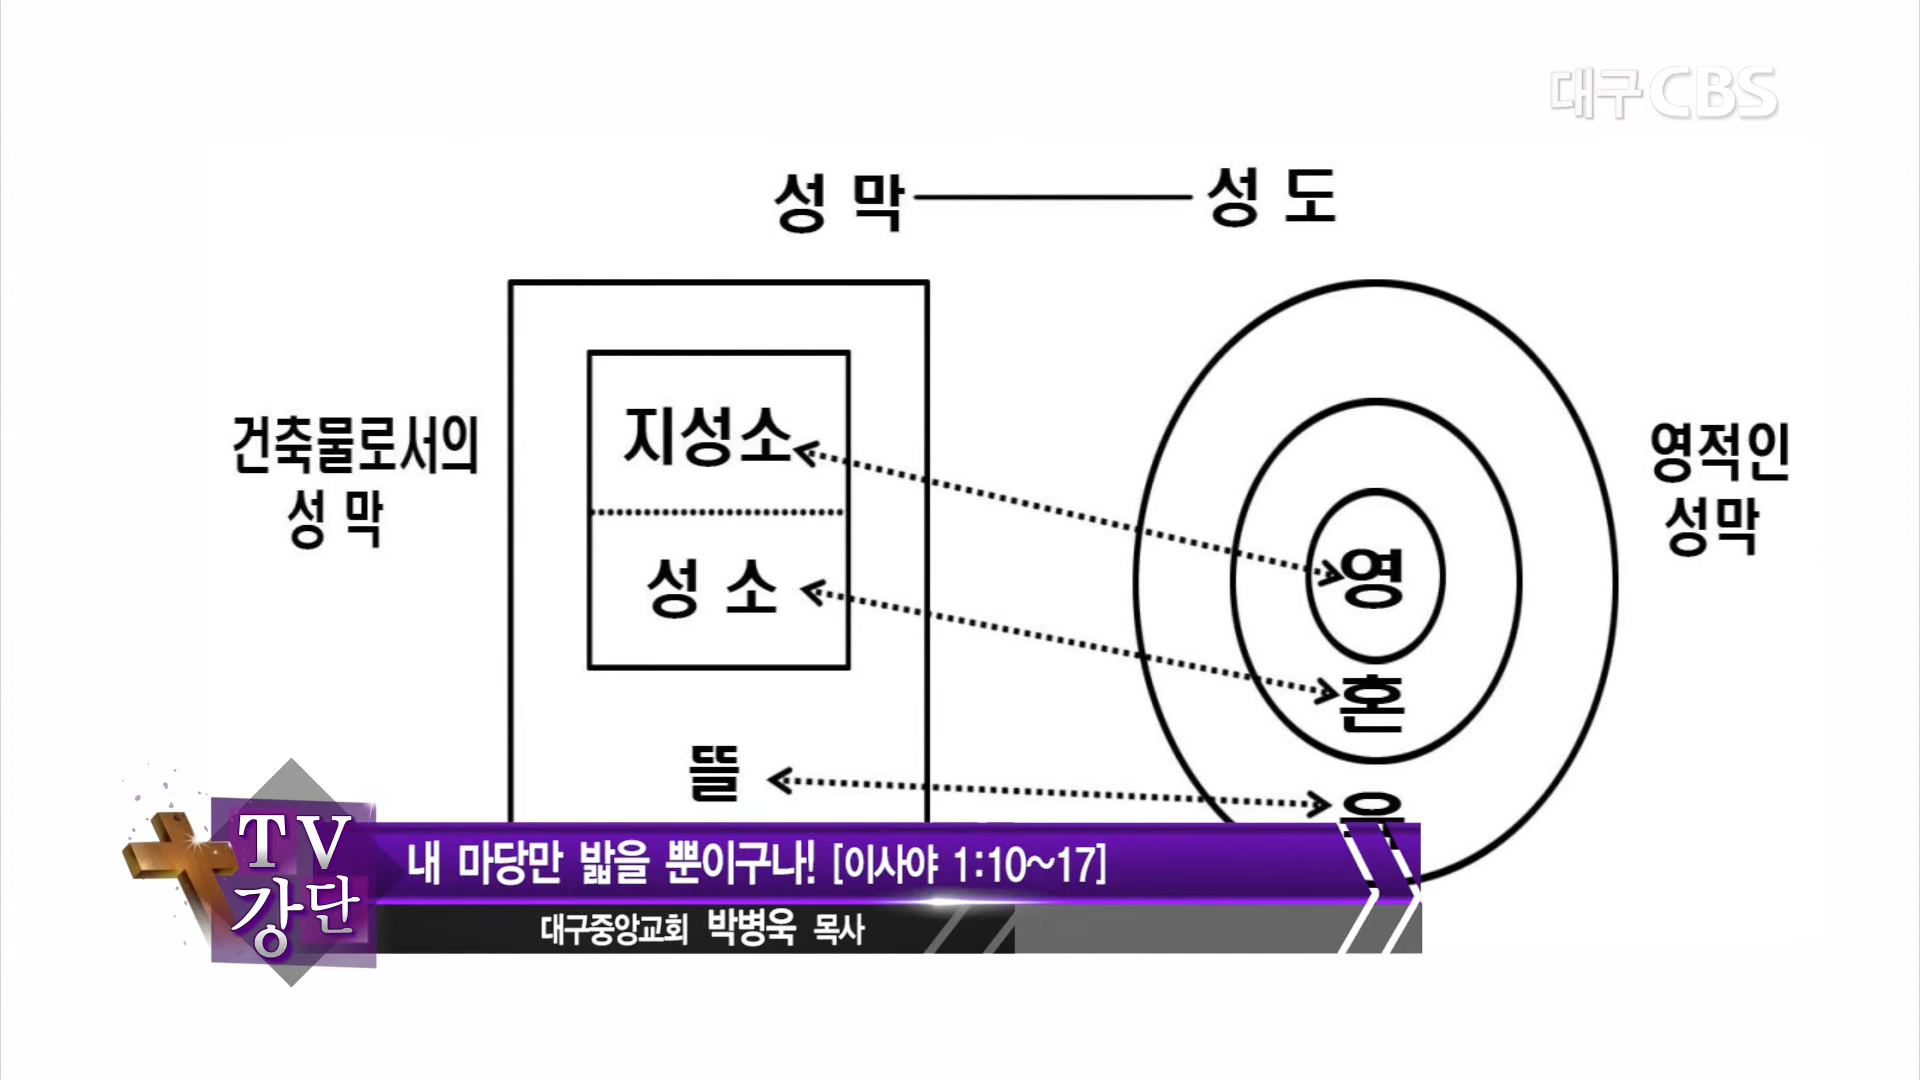 대구CBS
성 막 성 도
건축물로서의
성 막
지성소
성 소
뜰
영
혼
영적인
성막
TV
강단
내 마당만 밟을 뿐이구나! [이사야 1:10~17]
대구중앙교회 박병욱 목사